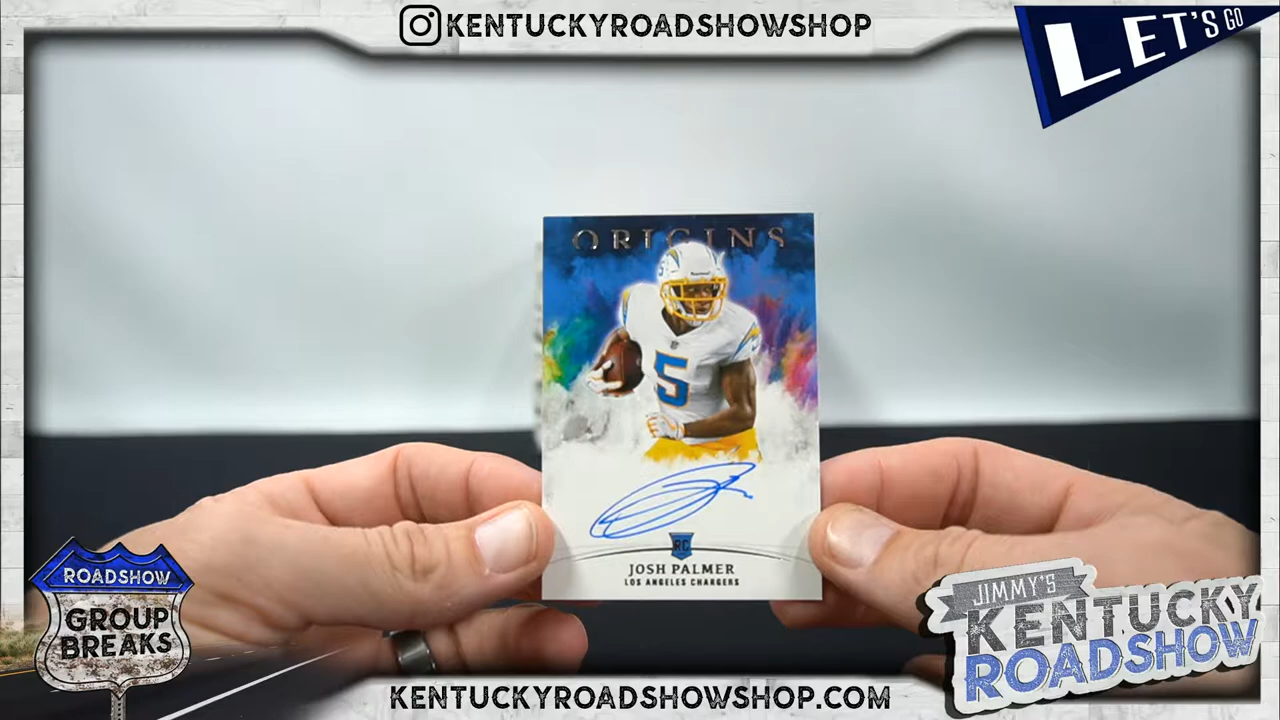 KENTUCKYROADSHOWSHOP
LET'S GO
ORIGINS
5
RC
JOSH PALMER
LOS ANGELES CHARGERS
ROADSHOW
GROUP
BREAKS
JIMMY'S
KENTUCKY
ROADSHOW
KENTUCKYROADSHOWSHOP.COM